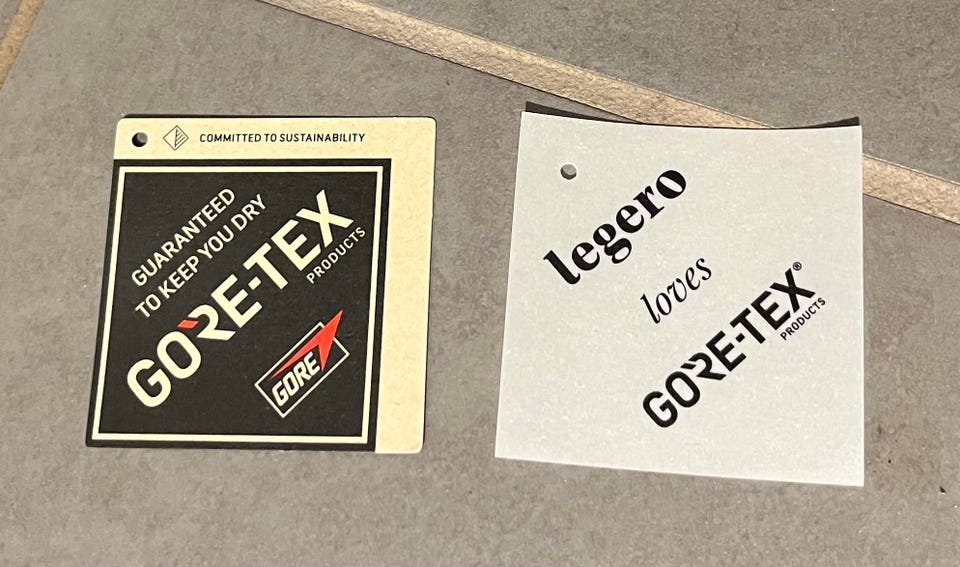 COMMITTED TO SUSTAINABILITY
GUARANTEED
TO KEEP YOU DRY
GORE-TEX
PRODUCTS
GORE
legero
loves
GORE-TEX®
PRODUCTS